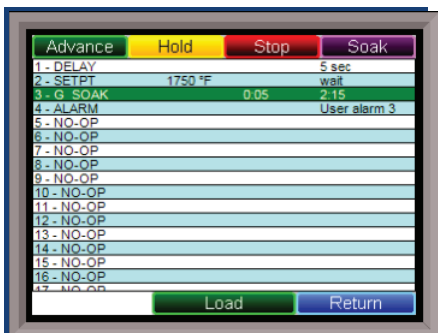 Advance Hold Stop Soak
1 - DELAY 5 sec
2 - SETPT 1750 °F wait
3 - G_SOAK 0:05 2:15
4 - ALARM User alarm 3
5 - NO-OP
6 - NO-OP
7 - NO-OP
8 - NO-OP
9 - NO-OP
10 - NO-OP
11 - NO-OP
12 - NO-OP
13 - NO-OP
14 - NO-OP
15 - NO-OP
16 - NO-OP
17 - NO-OP
Load Return